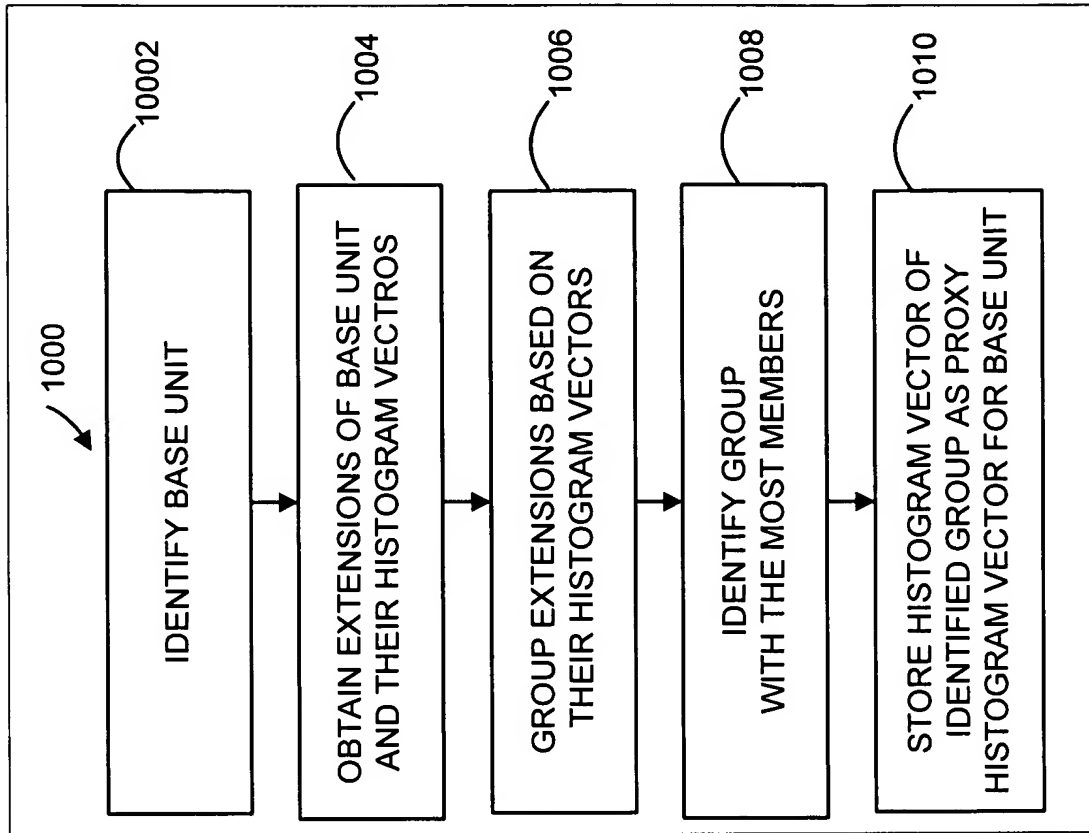 1000
IDENTIFY BASE UNIT
10002
OBTAIN EXTENSIONS OF BASE UNIT
AND THEIR HISTOGRAM VECTROS
1004
GROUP EXTENSIONS BASED ON
THEIR HISTOGRAM VECTORS
1006
IDENTIFY GROUP
WITH THE MOST MEMBERS
1008
STORE HISTOGRAM VECTOR OF
IDENTIFIED GROUP AS PROXY
HISTOGRAM VECTOR FOR BASE UNIT
1010